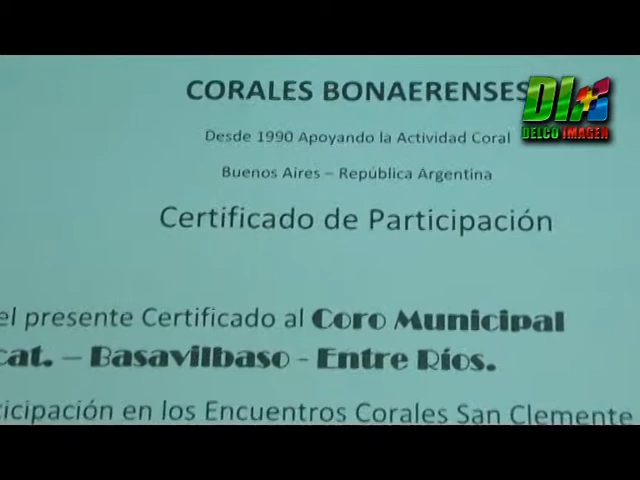 CORALES BONAERENSES
DI
DELCO IMAGEN
Desde 1990 Apoyando la Actividad Coral
Buenos Aires – República Argentina
Certificado de Participación
el presente Certificado al Coro Municipal
cat. – Basavilbaso - Entre Ríos.
ticipación en los Encuentros Corales San Clemente